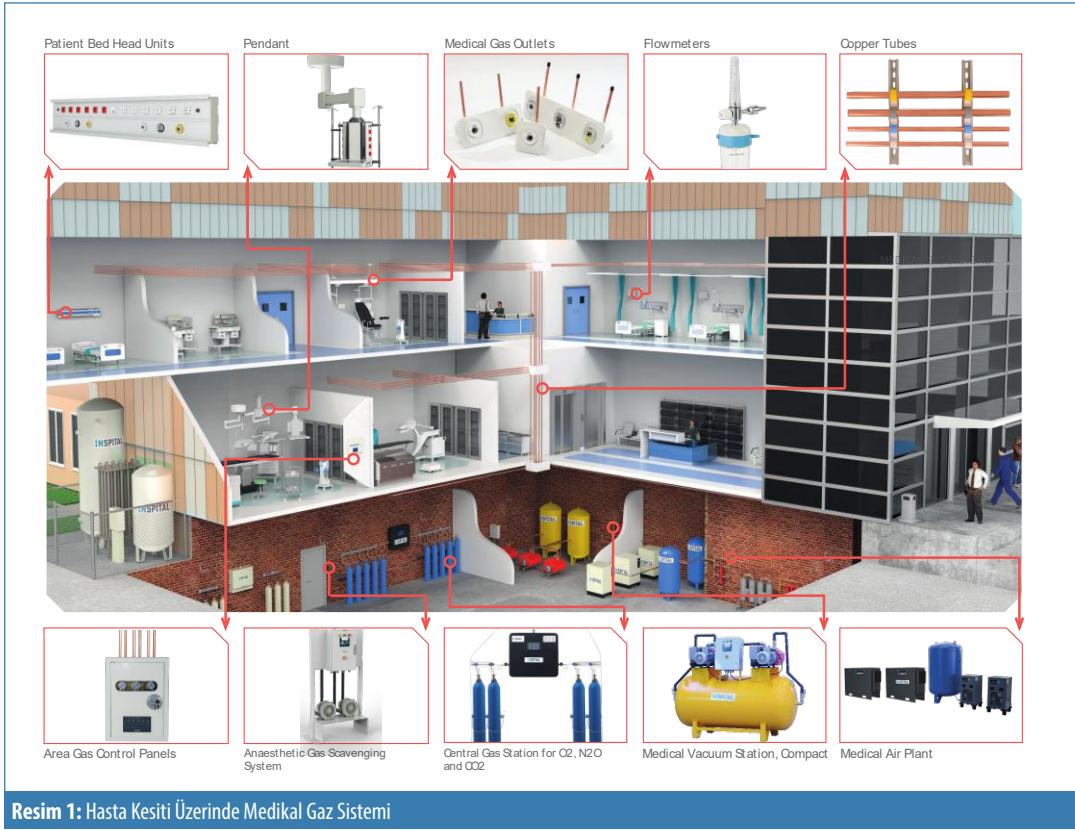 Patient Bed Head Units
Pendant
Medical Gas Outlets
Flowmeters
Copper Tubes
INSPITAL
INSPITAL
INSPITAL
Area Gas Control Panels
Anaesthetic Gas Scavenging
System
Central Gas Station for O2, N2O
and CO2
Medical Vacuum Station, Compact
Medical Air Plant
Resim 1: Hasta Kesiti Üzerinde Medikal Gaz Sistemi